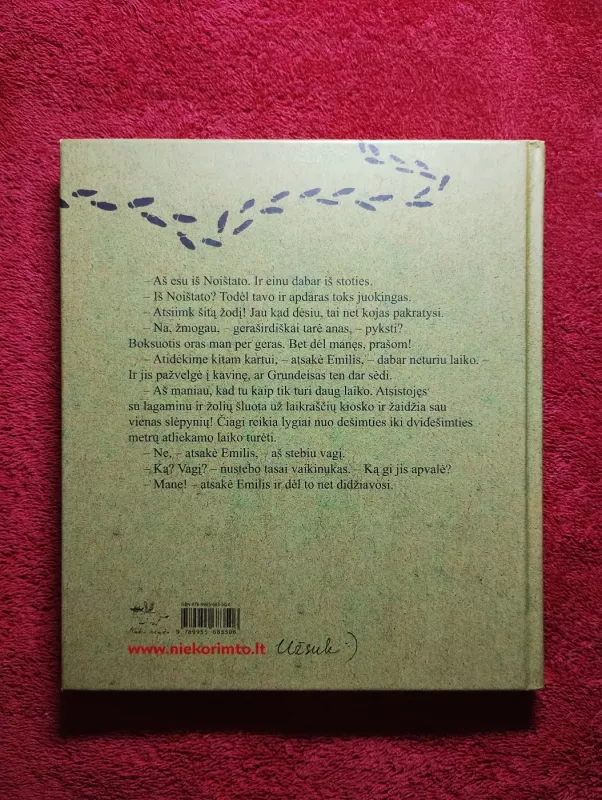 – Aš esu iš Noištato. Ir einu dabar iš stoties.
– Iš Noištato? Todėl tavo ir apdaras toks juokingas.
– Atsiimk šitą žodį! Jau kad dėsiu, tai net kojas pakratysi.
– Na, žmogau, – geraširdiškai tarė anas, – pyksti?
Boksuotis oras man per geras. Bet dėl manęs, prašom!
– Atidėkime kitam kartui, – atsakė Emilis, – dabar neturiu laiko. –
Ir jis pažvelgė į kavinę, ar Grundeisas ten dar sėdi.
– Aš maniau, kad tu kaip tik turi daug laiko. Atsistojęs
su lagaminu ir žolių šluota už laikraščių kiosko ir žaidžia sau
vienas slėpynių! Čiagi reikia lygiai nuo dešimties iki dvidešimties
metrų atliekamo laiko turėti.
– Ne, – atsakė Emilis, – aš stebiu vagį.
– Ką? Vagį? – nustebo tasai vaikinukas. – Ką gi jis apvalė?
– Mane! – atsakė Emilis ir dėl to net didžiavosi.
9 789955 683506
www.niekorimto.lt Užsuk :)